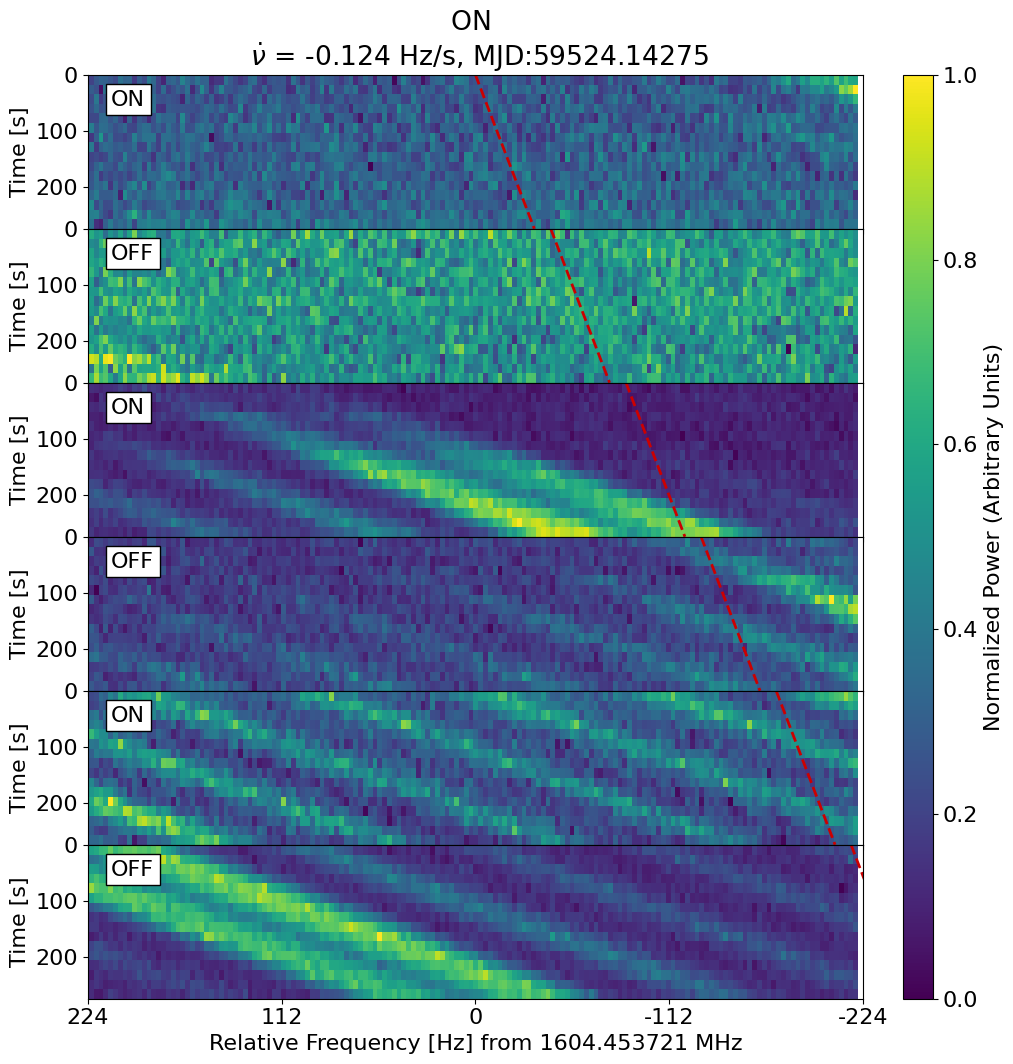 ON
ν̇ = -0.124 Hz/s, MJD:59524.14275
0
ON
100
200
Time [s]
0
OFF
100
200
Time [s]
0
ON
100
200
Time [s]
0
OFF
100
200
Time [s]
0
ON
100
200
Time [s]
0
OFF
100
200
Time [s]
224
112
0
-112
-224
Relative Frequency [Hz] from 1604.453721 MHz
1.0
0.8
0.6
0.4
0.2
0.0
Normalized Power (Arbitrary Units)